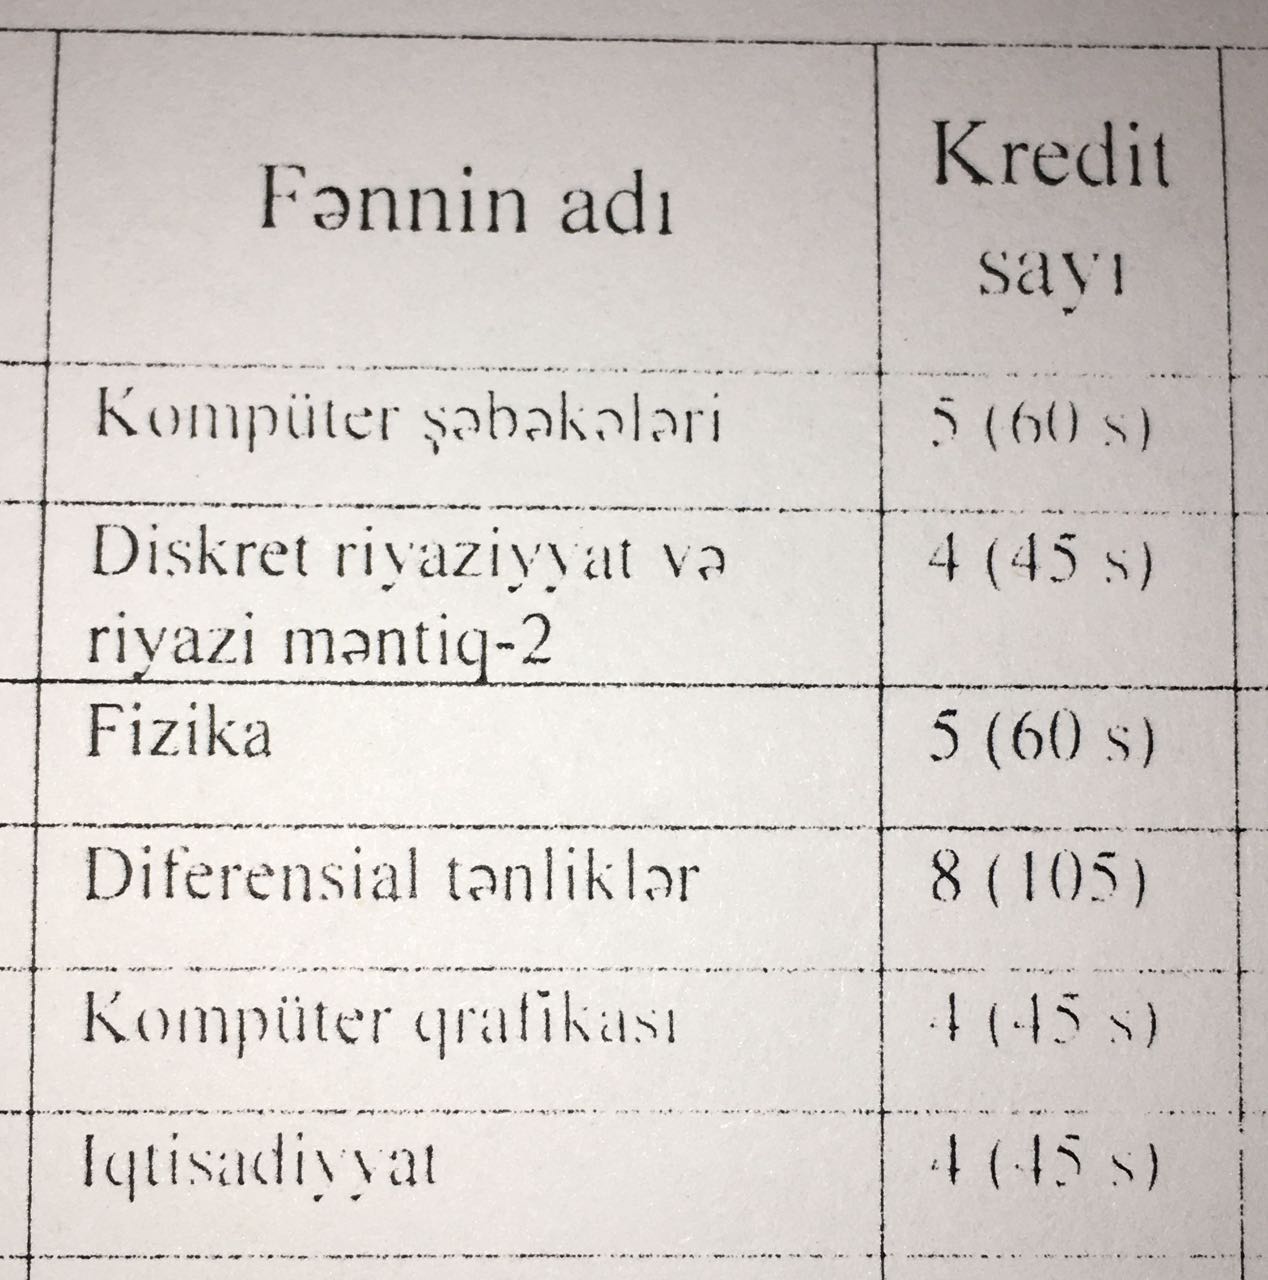 Fənnin adı
Kredit
sayı
Kompüter şəbəkələri
5 (60 s)
Diskret riyaziyyat və
riyazi məntiq-2
4 (45 s)
Fizika
5 (60 s)
Diferensial tənliklər
8 (105)
Kompüter qrafikası
4 (45 s)
Iqtisadiyyat
4 (45 s)